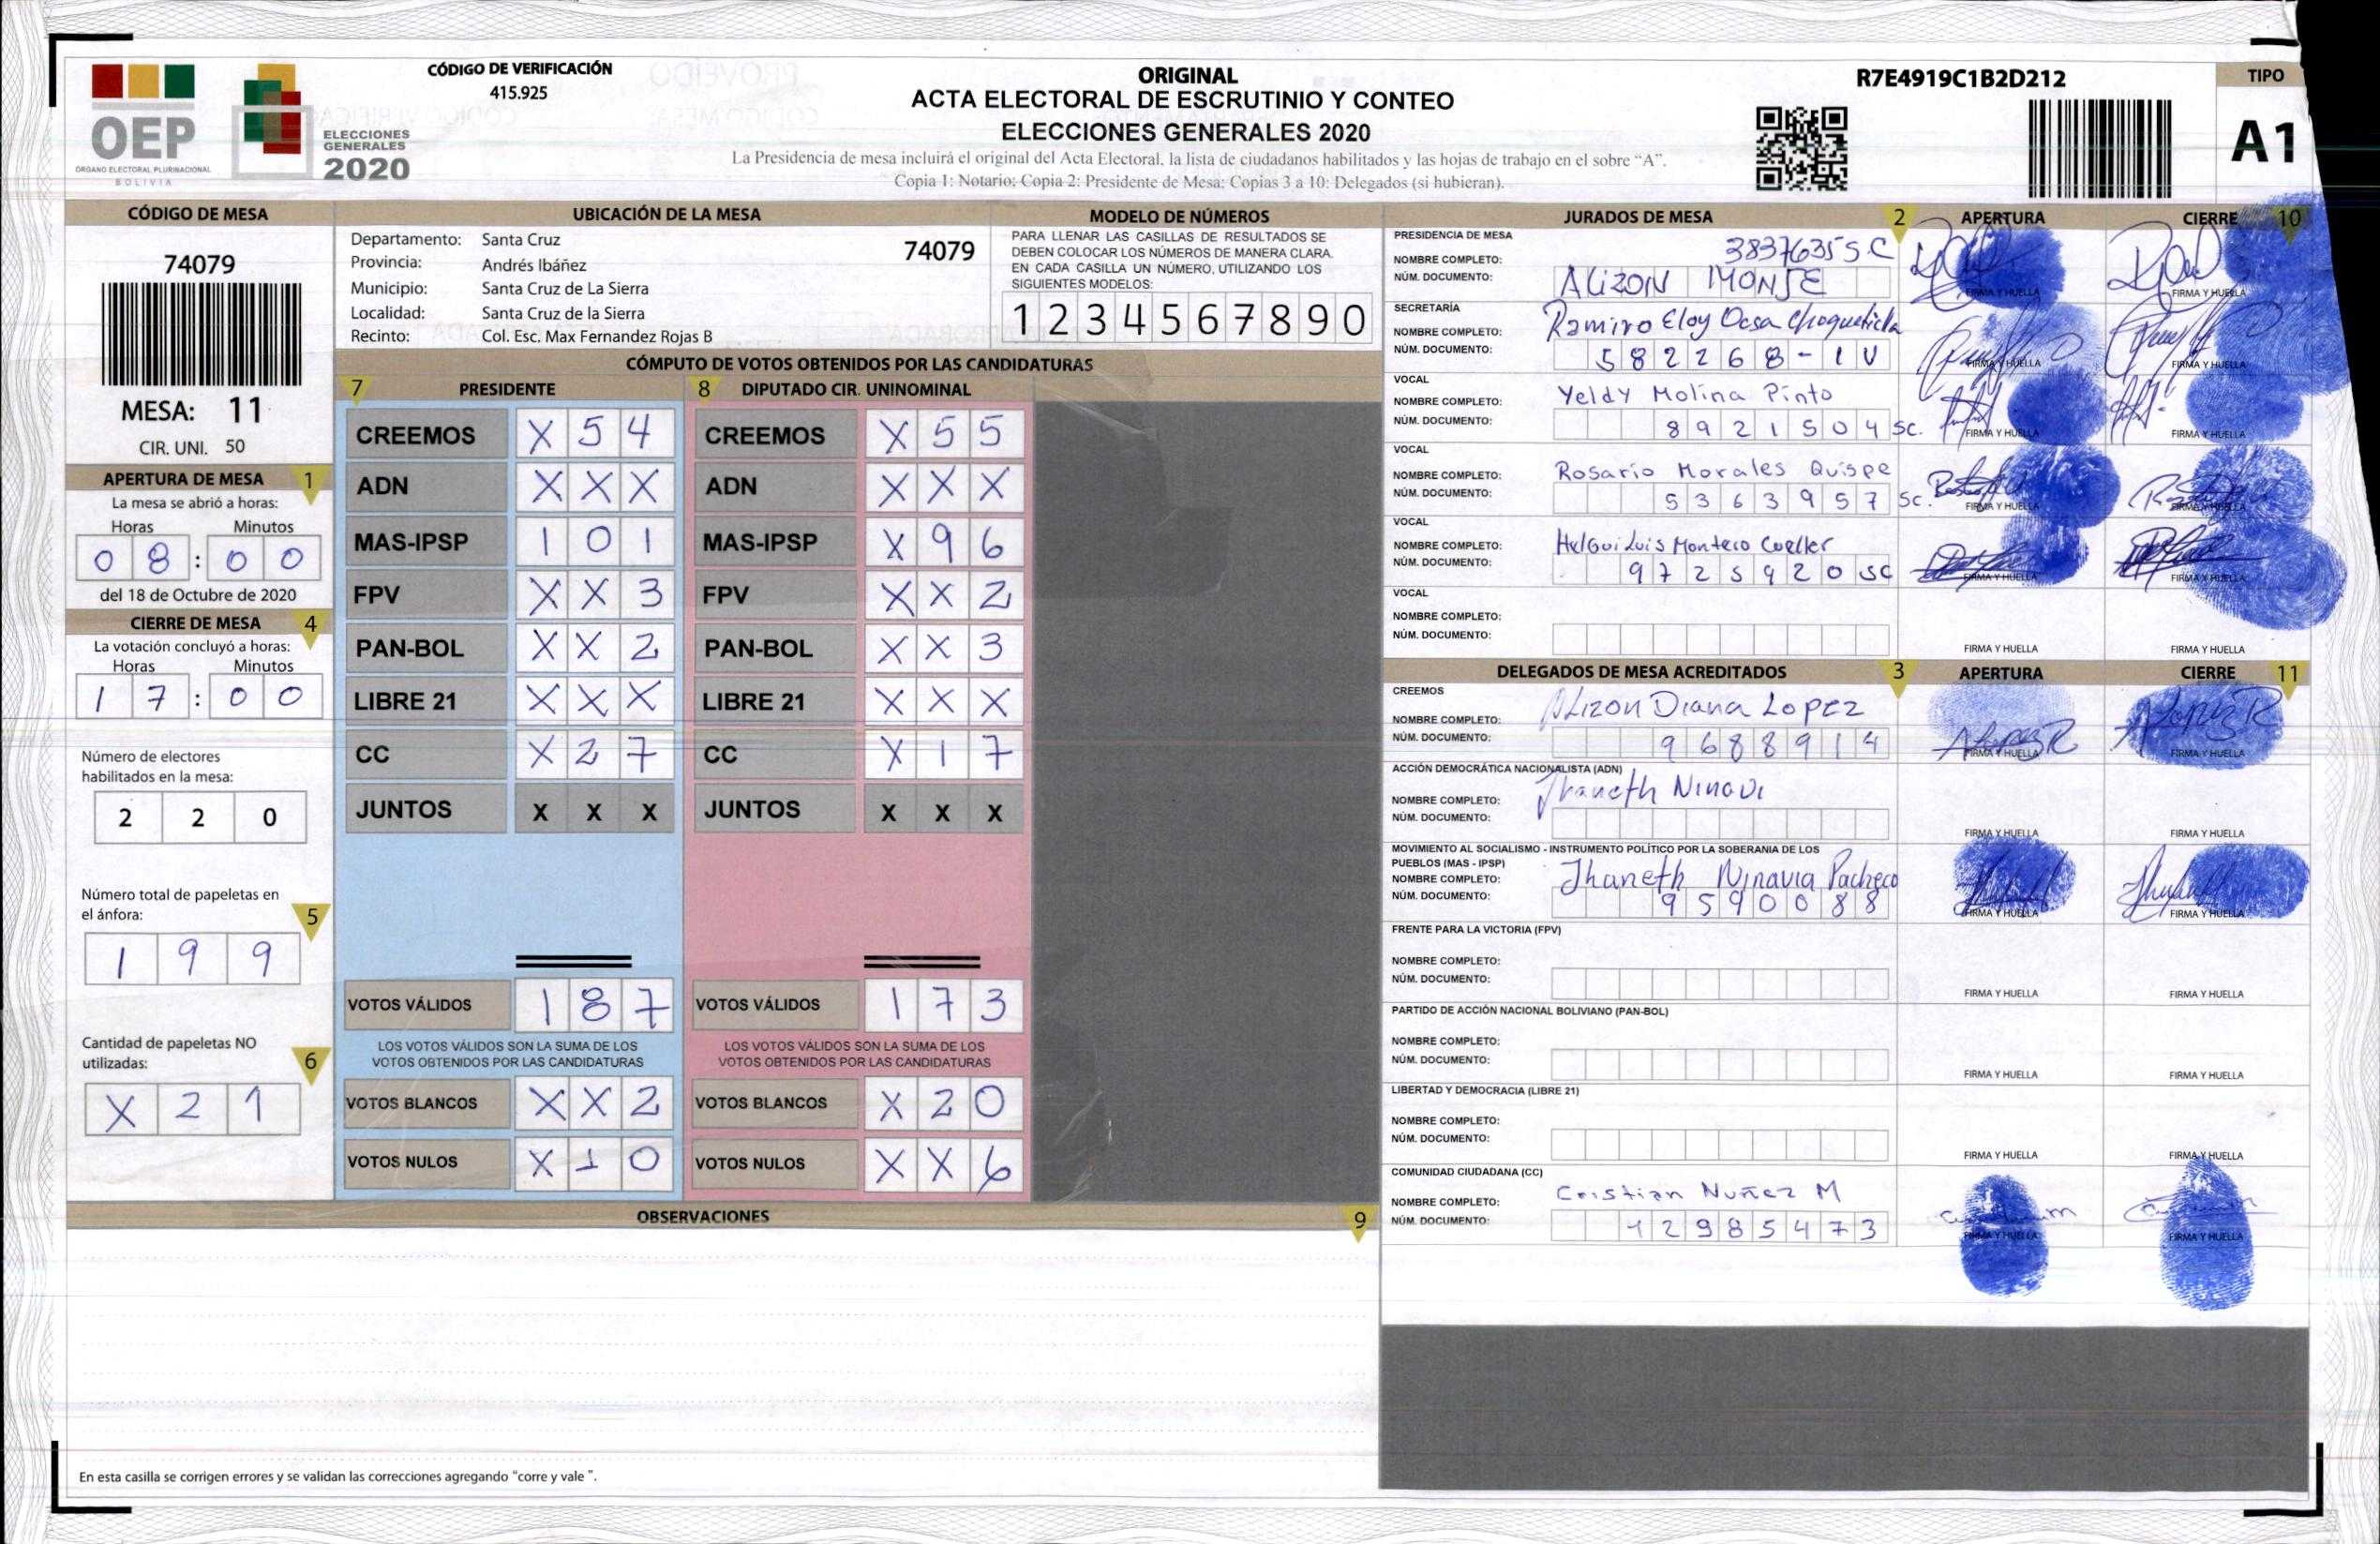 CÓDIGO DE VERIFICACIÓN
415.925
OEP
ÓRGANO ELECTORAL PLURINACIONAL
BOLIVIA
ELECCIONES
GENERALES
2020
ORIGINAL
ACTA ELECTORAL DE ESCRUTINIO Y CONTEO
ELECCIONES GENERALES 2020
La Presidencia de mesa incluirá el original del Acta Electoral, la lista de ciudadanos habilitados y las hojas de trabajo en el sobre “A”.
Copia 1: Notario; Copia 2: Presidente de Mesa; Copias 3 a 10: Delegados (si hubieran).
R7E4919C1B2D212
TIPO
A1
CÓDIGO DE MESA
74079
MESA: 11
CIR. UNI. 50
APERTURA DE MESA 1
La mesa se abrió a horas:
Horas Minutos
0 8 : 0 0
del 18 de Octubre de 2020
CIERRE DE MESA 4
La votación concluyó a horas:
Horas Minutos
1 7 : 0 0
Número de electores
habilitados en la mesa:
2 2 0
Número total de papeletas en
el ánfora: 5
1 9 9
Cantidad de papeletas NO
utilizadas: 6
X 2 1
UBICACIÓN DE LA MESA
Departamento: Santa Cruz 74079
Provincia: Andrés Ibáñez
Municipio: Santa Cruz de La Sierra
Localidad: Santa Cruz de la Sierra
Recinto: Col. Esc. Max Fernandez Rojas B
MODELO DE NÚMEROS
PARA LLENAR LAS CASILLAS DE RESULTADOS SE
DEBEN COLOCAR LOS NÚMEROS DE MANERA CLARA.
EN CADA CASILLA UN NÚMERO, UTILIZANDO LOS
SIGUIENTES MODELOS:
1 2 3 4 5 6 7 8 9 0
CÓMPUTO DE VOTOS OBTENIDOS POR LAS CANDIDATURAS
7 PRESIDENTE 8 DIPUTADO CIR. UNINOMINAL
CREEMOS X 5 4 CREEMOS X 5 5
ADN X X X ADN X X X
MAS-IPSP 1 0 1 MAS-IPSP X 9 6
FPV X X 3 FPV X X 2
PAN-BOL X X 2 PAN-BOL X X 3
LIBRE 21 X X X LIBRE 21 X X X
CC X 2 7 CC X 1 7
JUNTOS X X X JUNTOS X X X
VOTOS VÁLIDOS 1 8 7 VOTOS VÁLIDOS 1 7 3
LOS VOTOS VÁLIDOS SON LA SUMA DE LOS LOS VOTOS VÁLIDOS SON LA SUMA DE LOS
VOTOS OBTENIDOS POR LAS CANDIDATURAS VOTOS OBTENIDOS POR LAS CANDIDATURAS
VOTOS BLANCOS X X 2 VOTOS BLANCOS X 2 0
VOTOS NULOS X 1 0 VOTOS NULOS X X 6
OBSERVACIONES 9
En esta casilla se corrigen errores y se validan las correcciones agregando “corre y vale ”.
JURADOS DE MESA 2 APERTURA CIERRE 10
PRESIDENCIA DE MESA
NOMBRE COMPLETO: 3837635 S.C
NÚM. DOCUMENTO: ALIZON MONJE
FIRMA Y HUELLA FIRMA Y HUELLA
SECRETARÍA
NOMBRE COMPLETO: Ramiro Eloy
NÚM. DOCUMENTO: 5 8 2 2 6 8 - 1 V
FIRMA Y HUELLA FIRMA Y HUELLA
VOCAL
NOMBRE COMPLETO: Yeldy Molina Pinto
NÚM. DOCUMENTO: 8 9 2 1 5 0 4 SC.
FIRMA Y HUELLA FIRMA Y HUELLA
VOCAL
NOMBRE COMPLETO: Rosario Morales Quispe
NÚM. DOCUMENTO: 5 3 6 3 9 5 7 SC.
FIRMA Y HUELLA FIRMA Y HUELLA
VOCAL
NOMBRE COMPLETO: Luis Montero
NÚM. DOCUMENTO: 9 7 2 5 9 2 0 SC
FIRMA Y HUELLA FIRMA Y HUELLA
VOCAL
NOMBRE COMPLETO:
NÚM. DOCUMENTO:
FIRMA Y HUELLA FIRMA Y HUELLA
DELEGADOS DE MESA ACREDITADOS 3 APERTURA CIERRE 11
CREEMOS
NOMBRE COMPLETO: Alizon Diana Lopez
NÚM. DOCUMENTO: 9 6 8 8 9 1 4
FIRMA Y HUELLA FIRMA Y HUELLA
ACCIÓN DEMOCRÁTICA NACIONALISTA (ADN)
NOMBRE COMPLETO: Jhaneth Ninavi
NÚM. DOCUMENTO:
FIRMA Y HUELLA FIRMA Y HUELLA
MOVIMIENTO AL SOCIALISMO - INSTRUMENTO POLÍTICO POR LA SOBERANIA DE LOS
PUEBLOS (MAS - IPSP)
NOMBRE COMPLETO: Jhaneth Ninavia Pacheco
NÚM. DOCUMENTO: 9 5 9 0 0 8 8
FIRMA Y HUELLA FIRMA Y HUELLA
FRENTE PARA LA VICTORIA (FPV)
NOMBRE COMPLETO:
NÚM. DOCUMENTO:
FIRMA Y HUELLA FIRMA Y HUELLA
PARTIDO DE ACCIÓN NACIONAL BOLIVIANO (PAN-BOL)
NOMBRE COMPLETO:
NÚM. DOCUMENTO:
FIRMA Y HUELLA FIRMA Y HUELLA
LIBERTAD Y DEMOCRACIA (LIBRE 21)
NOMBRE COMPLETO:
NÚM. DOCUMENTO:
FIRMA Y HUELLA FIRMA Y HUELLA
COMUNIDAD CIUDADANA (CC)
NOMBRE COMPLETO: Cristian Nuñez M
NÚM. DOCUMENTO: 1 2 9 8 5 4 7 3
FIRMA Y HUELLA FIRMA Y HUELLA